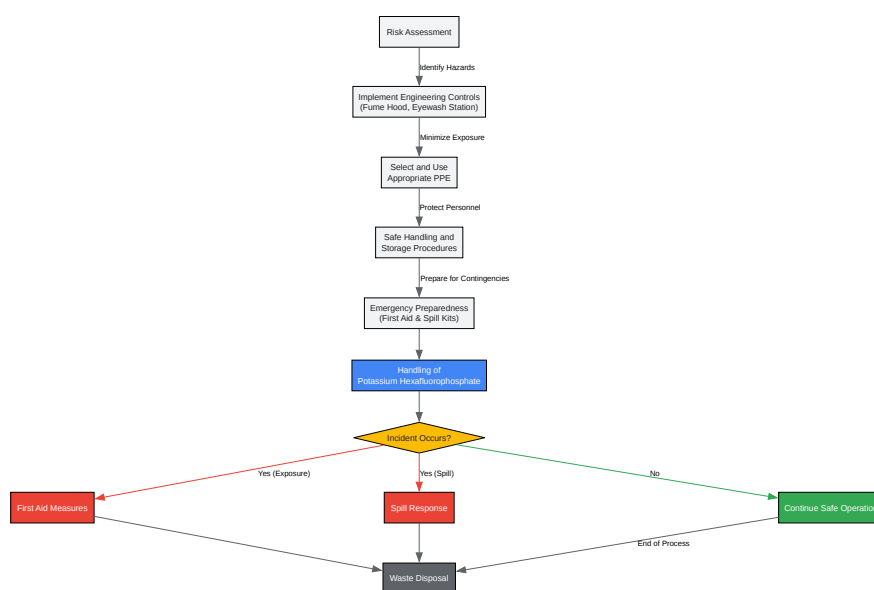 Risk Assessment
Identify Hazards
Implement Engineering Controls
(Fume Hood, Eyewash Station)
Minimize Exposure
Select and Use
Appropriate PPE
Protect Personnel
Safe Handling and
Storage Procedures
Prepare for Contingencies
Emergency Preparedness
(First Aid & Spill Kits)
Handling of
Potassium Hexafluorophosphate
Incident Occurs?
Yes (Exposure)
Yes (Spill)
No
First Aid Measures
Spill Response
Continue Safe Operation
End of Process
Waste Disposal